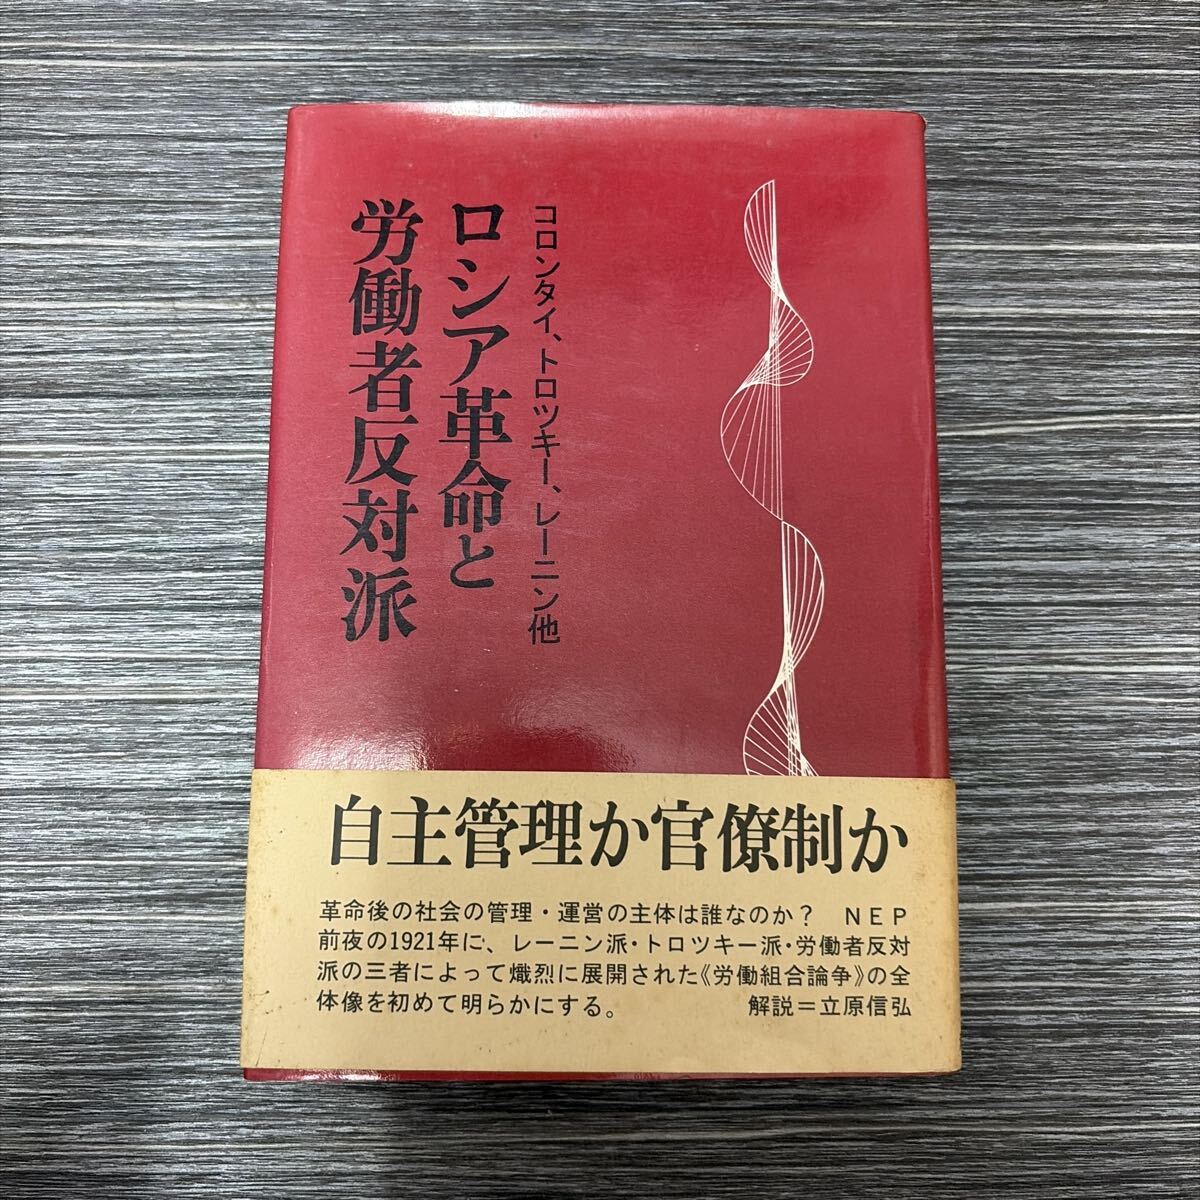 コロンタイ、トロツキー、レーニン他
ロシア革命と
労働者反対派
自主管理か官僚制か
革命後の社会の管理・運営の主体は誰なのか？　NEP
前夜の1921年に、レーニン派・トロツキー派・労働者反対
派の三者によって熾烈に展開された《労働組合論争》の全
体像を初めて明らかにする。　解説＝立原信弘